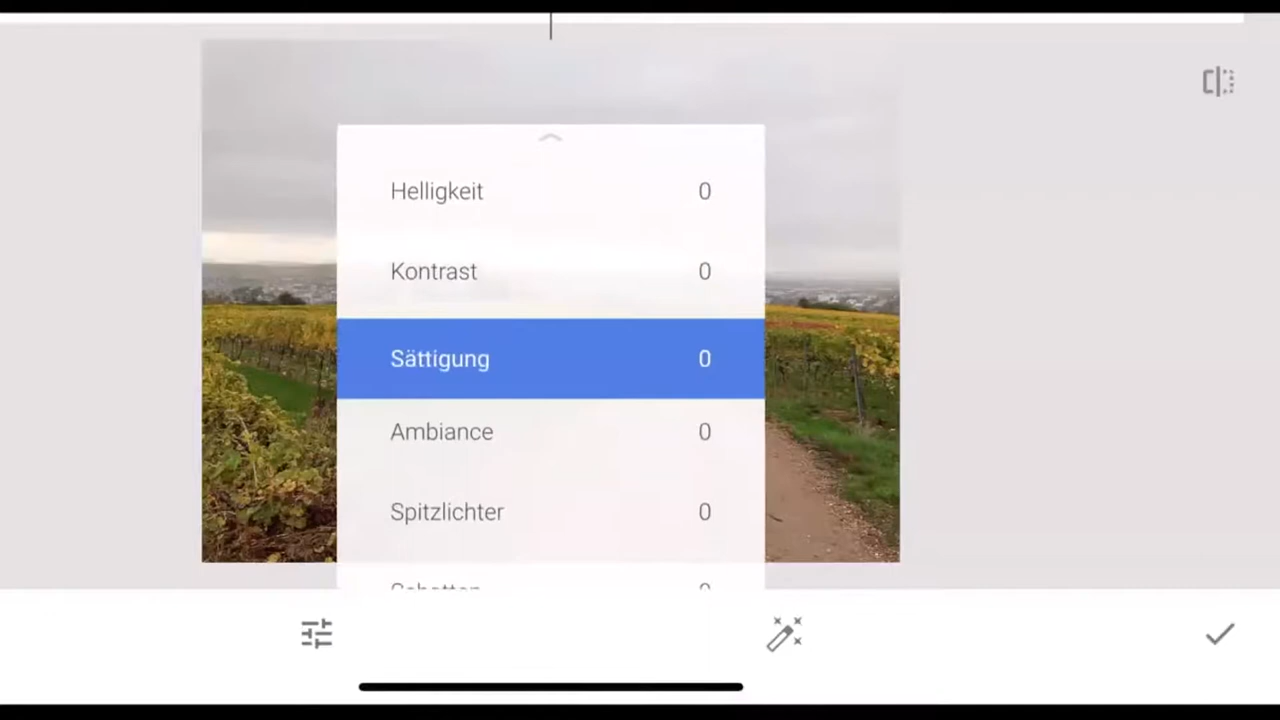 Helligkeit 0
Kontrast 0
Sättigung 0
Ambiance 0
Spitzlichter 0